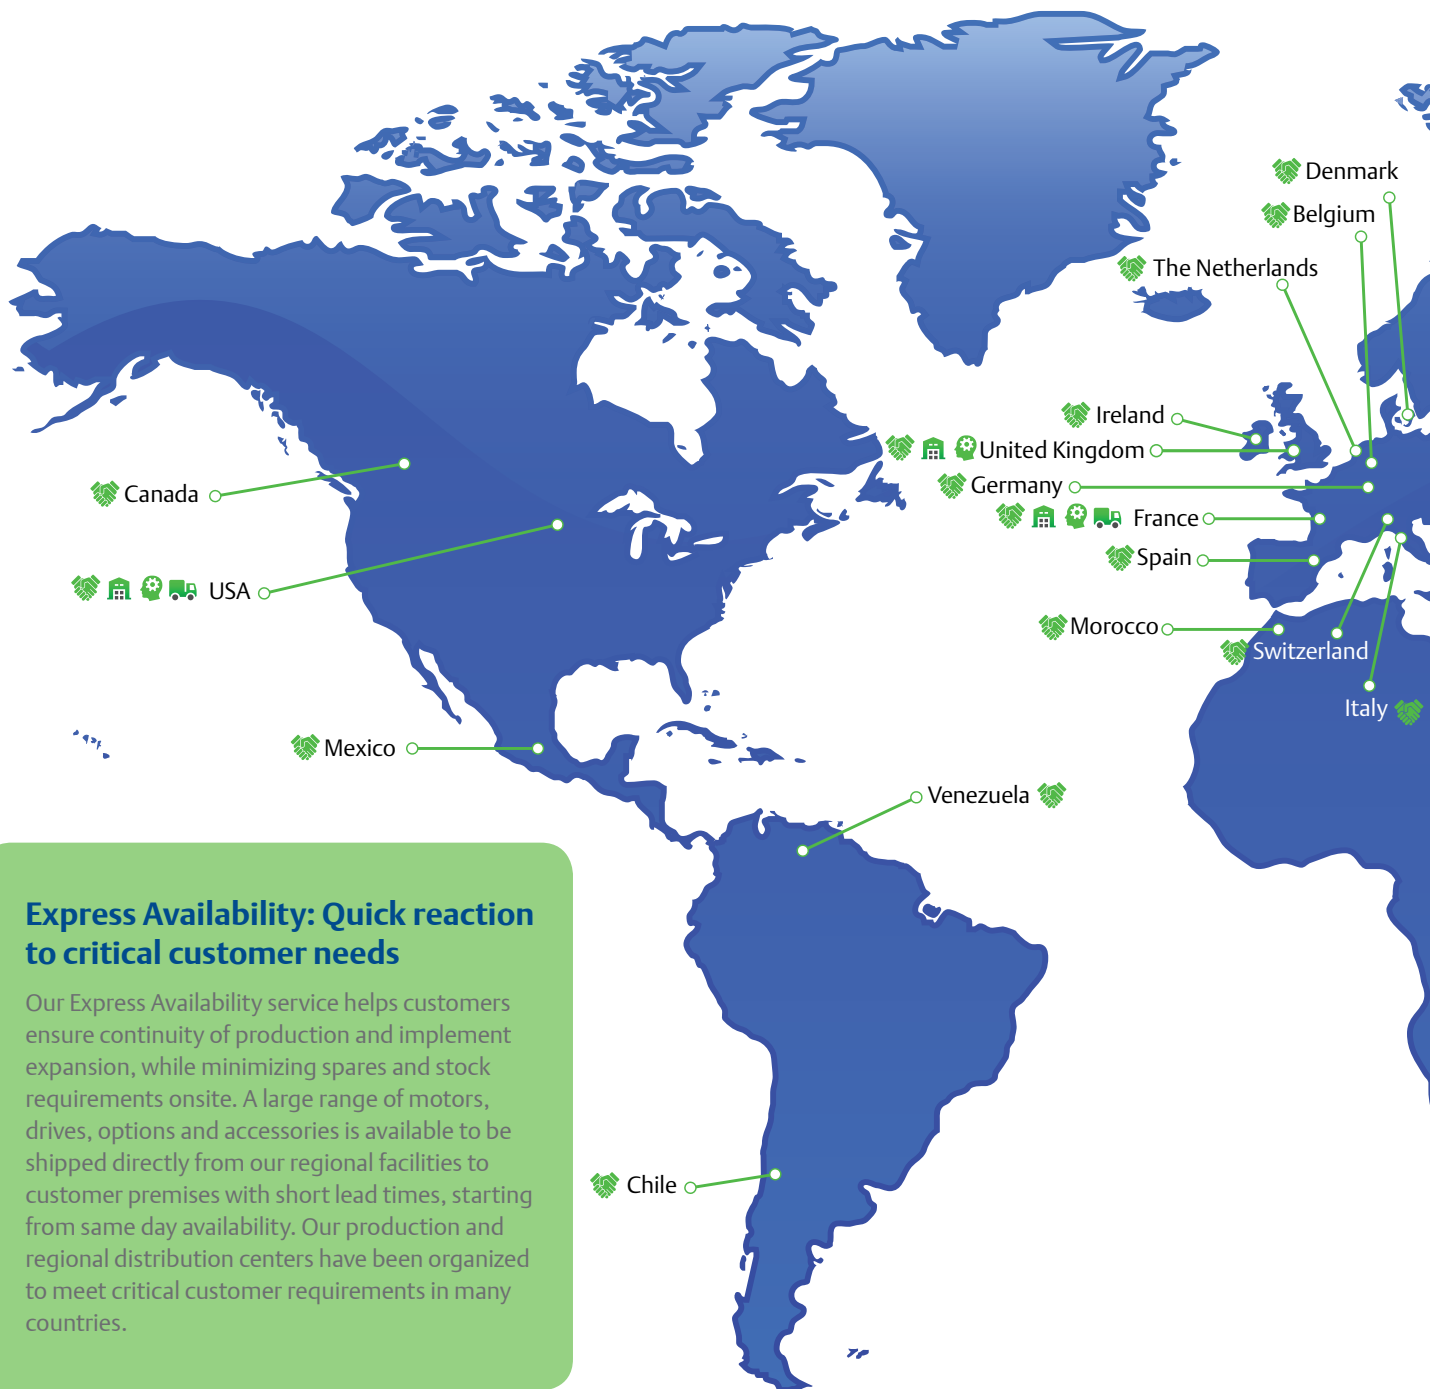 Denmark
Belgium
The Netherlands
Ireland
United Kingdom
Germany
France
Spain
Morocco
Switzerland
Italy
Canada
USA
Mexico
Venezuela
Chile
Express Availability: Quick reaction
to critical customer needs
Our Express Availability service helps customers
ensure continuity of production and implement
expansion, while minimizing spares and stock
requirements onsite. A large range of motors,
drives, options and accessories is available to be
shipped directly from our regional facilities to
customer premises with short lead times, starting
from same day availability. Our production and
regional distribution centers have been organized
to meet critical customer requirements in many
countries.